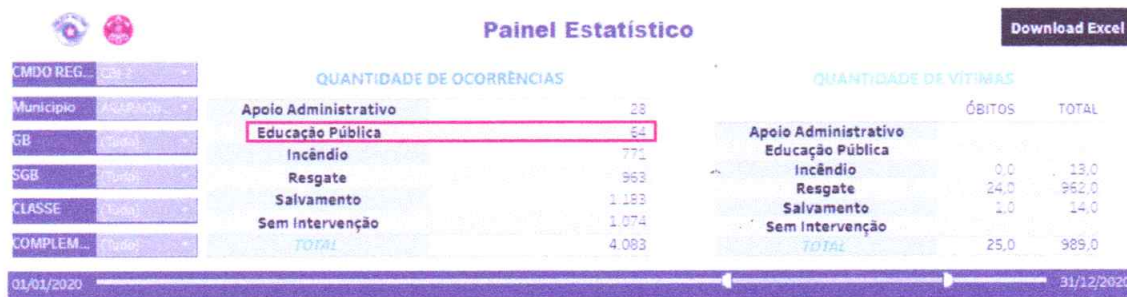 Painel Estatístico
Download Excel
CMDO REG...
Município
GB (Tudo)
SGB (Tudo)
CLASSE (Tudo)
COMPLEM... (Tudo)
QUANTIDADE DE OCORRÊNCIAS
Apoio Administrativo 28
Educação Pública 64
Incêndio 771
Resgate 963
Salvamento 1.183
Sem Intervenção 1.074
TOTAL 4.083
QUANTIDADE DE VÍTIMAS
ÓBITOS TOTAL
Apoio Administrativo
Educação Pública
Incêndio 0,0 13,0
Resgate 24,0 962,0
Salvamento 1,0 14,0
Sem Intervenção
TOTAL 25,0 989,0
01/01/2020 31/12/2020